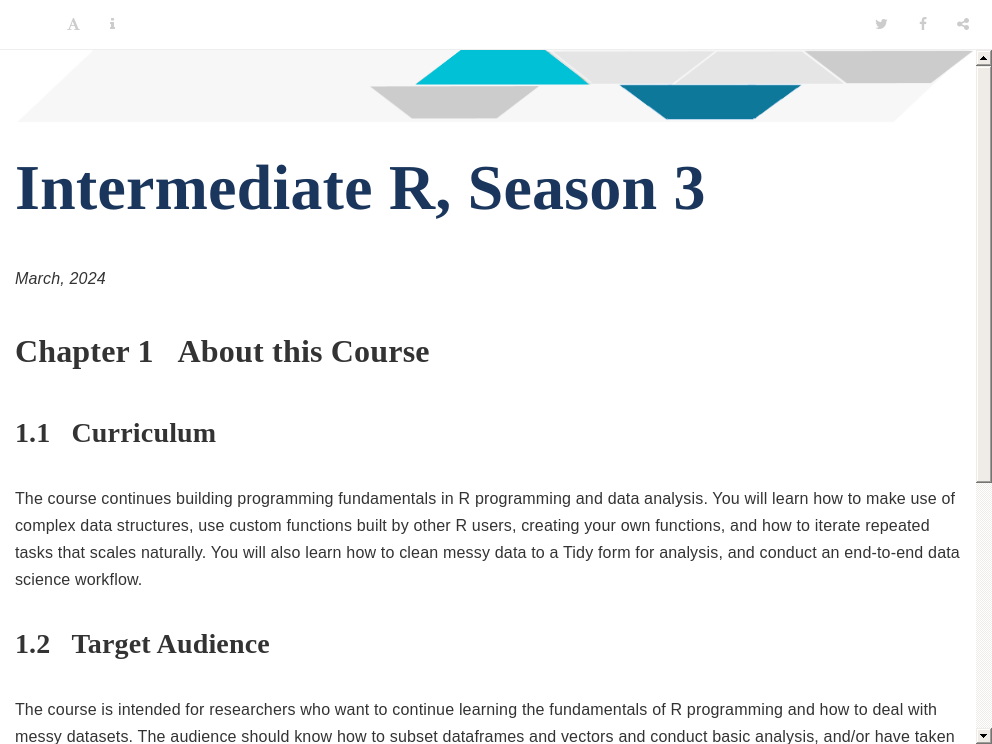 Intermediate R, Season 3
March, 2024
Chapter 1 About this Course
1.1 Curriculum
The course continues building programming fundamentals in R programming and data analysis. You will learn how to make use of
complex data structures, use custom functions built by other R users, creating your own functions, and how to iterate repeated
tasks that scales naturally. You will also learn how to clean messy data to a Tidy form for analysis, and conduct an end-to-end data
science workflow.
1.2 Target Audience
The course is intended for researchers who want to continue learning the fundamentals of R programming and how to deal with
messy datasets. The audience should know how to subset dataframes and vectors and conduct basic analysis, and/or have taken